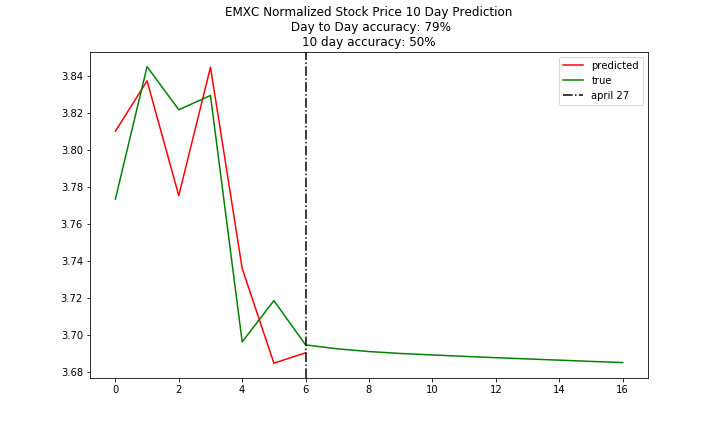 EMXC Normalized Stock Price 10 Day Prediction
Day to Day accuracy: 79%
10 day accuracy: 50%
predicted
true
april 27
3.84
3.82
3.80
3.78
3.76
3.74
3.72
3.70
3.68
0 2 4 6 8 10 12 14 16